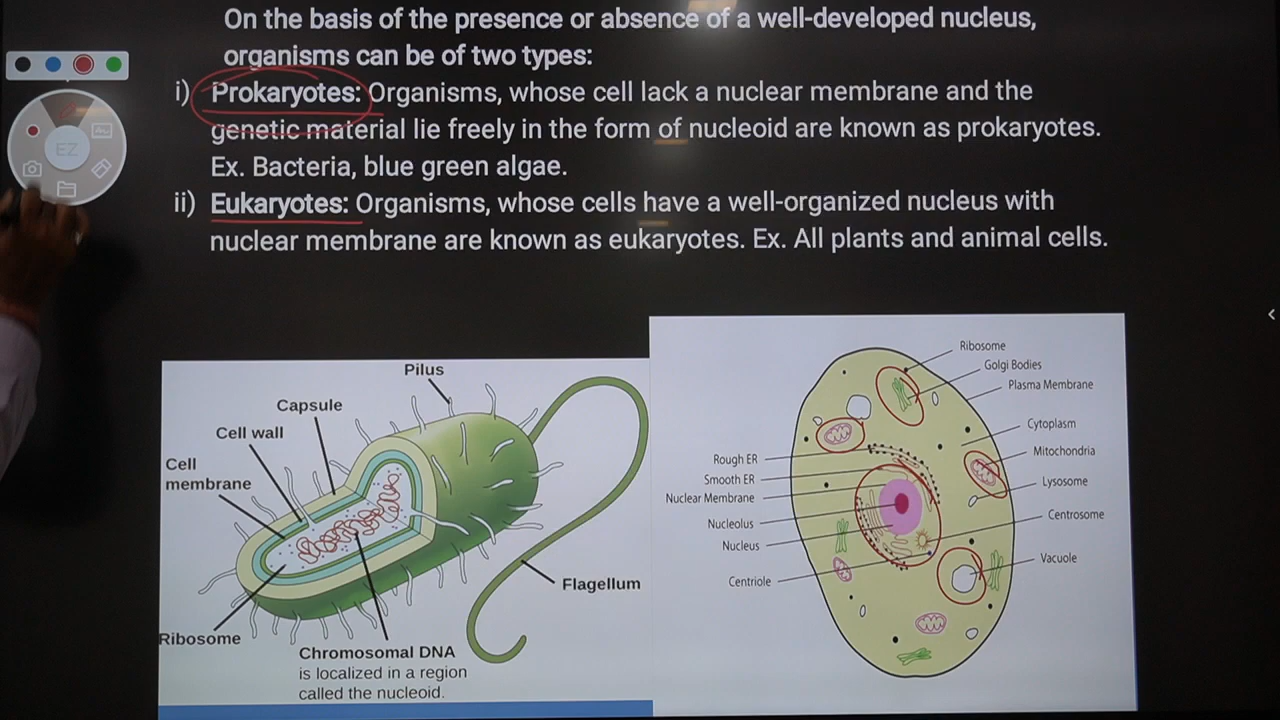 On the basis of the presence or absence of a well-developed nucleus,
organisms can be of two types:
i) Prokaryotes: Organisms, whose cell lack a nuclear membrane and the
genetic material lie freely in the form of nucleoid are known as prokaryotes.
Ex. Bacteria, blue green algae.
ii) Eukaryotes: Organisms, whose cells have a well-organized nucleus with
nuclear membrane are known as eukaryotes. Ex. All plants and animal cells.
EZ
Pilus
Capsule
Cell wall
Cell
membrane
Flagellum
Ribosome
Chromosomal DNA
is localized in a region
called the nucleoid.
Ribosome
Golgi Bodies
Plasma Membrane
Cytoplasm
Mitochondria
Lysosome
Centrosome
Vacuole
Rough ER
Smooth ER
Nuclear Membrane
Nucleolus
Nucleus
Centriole